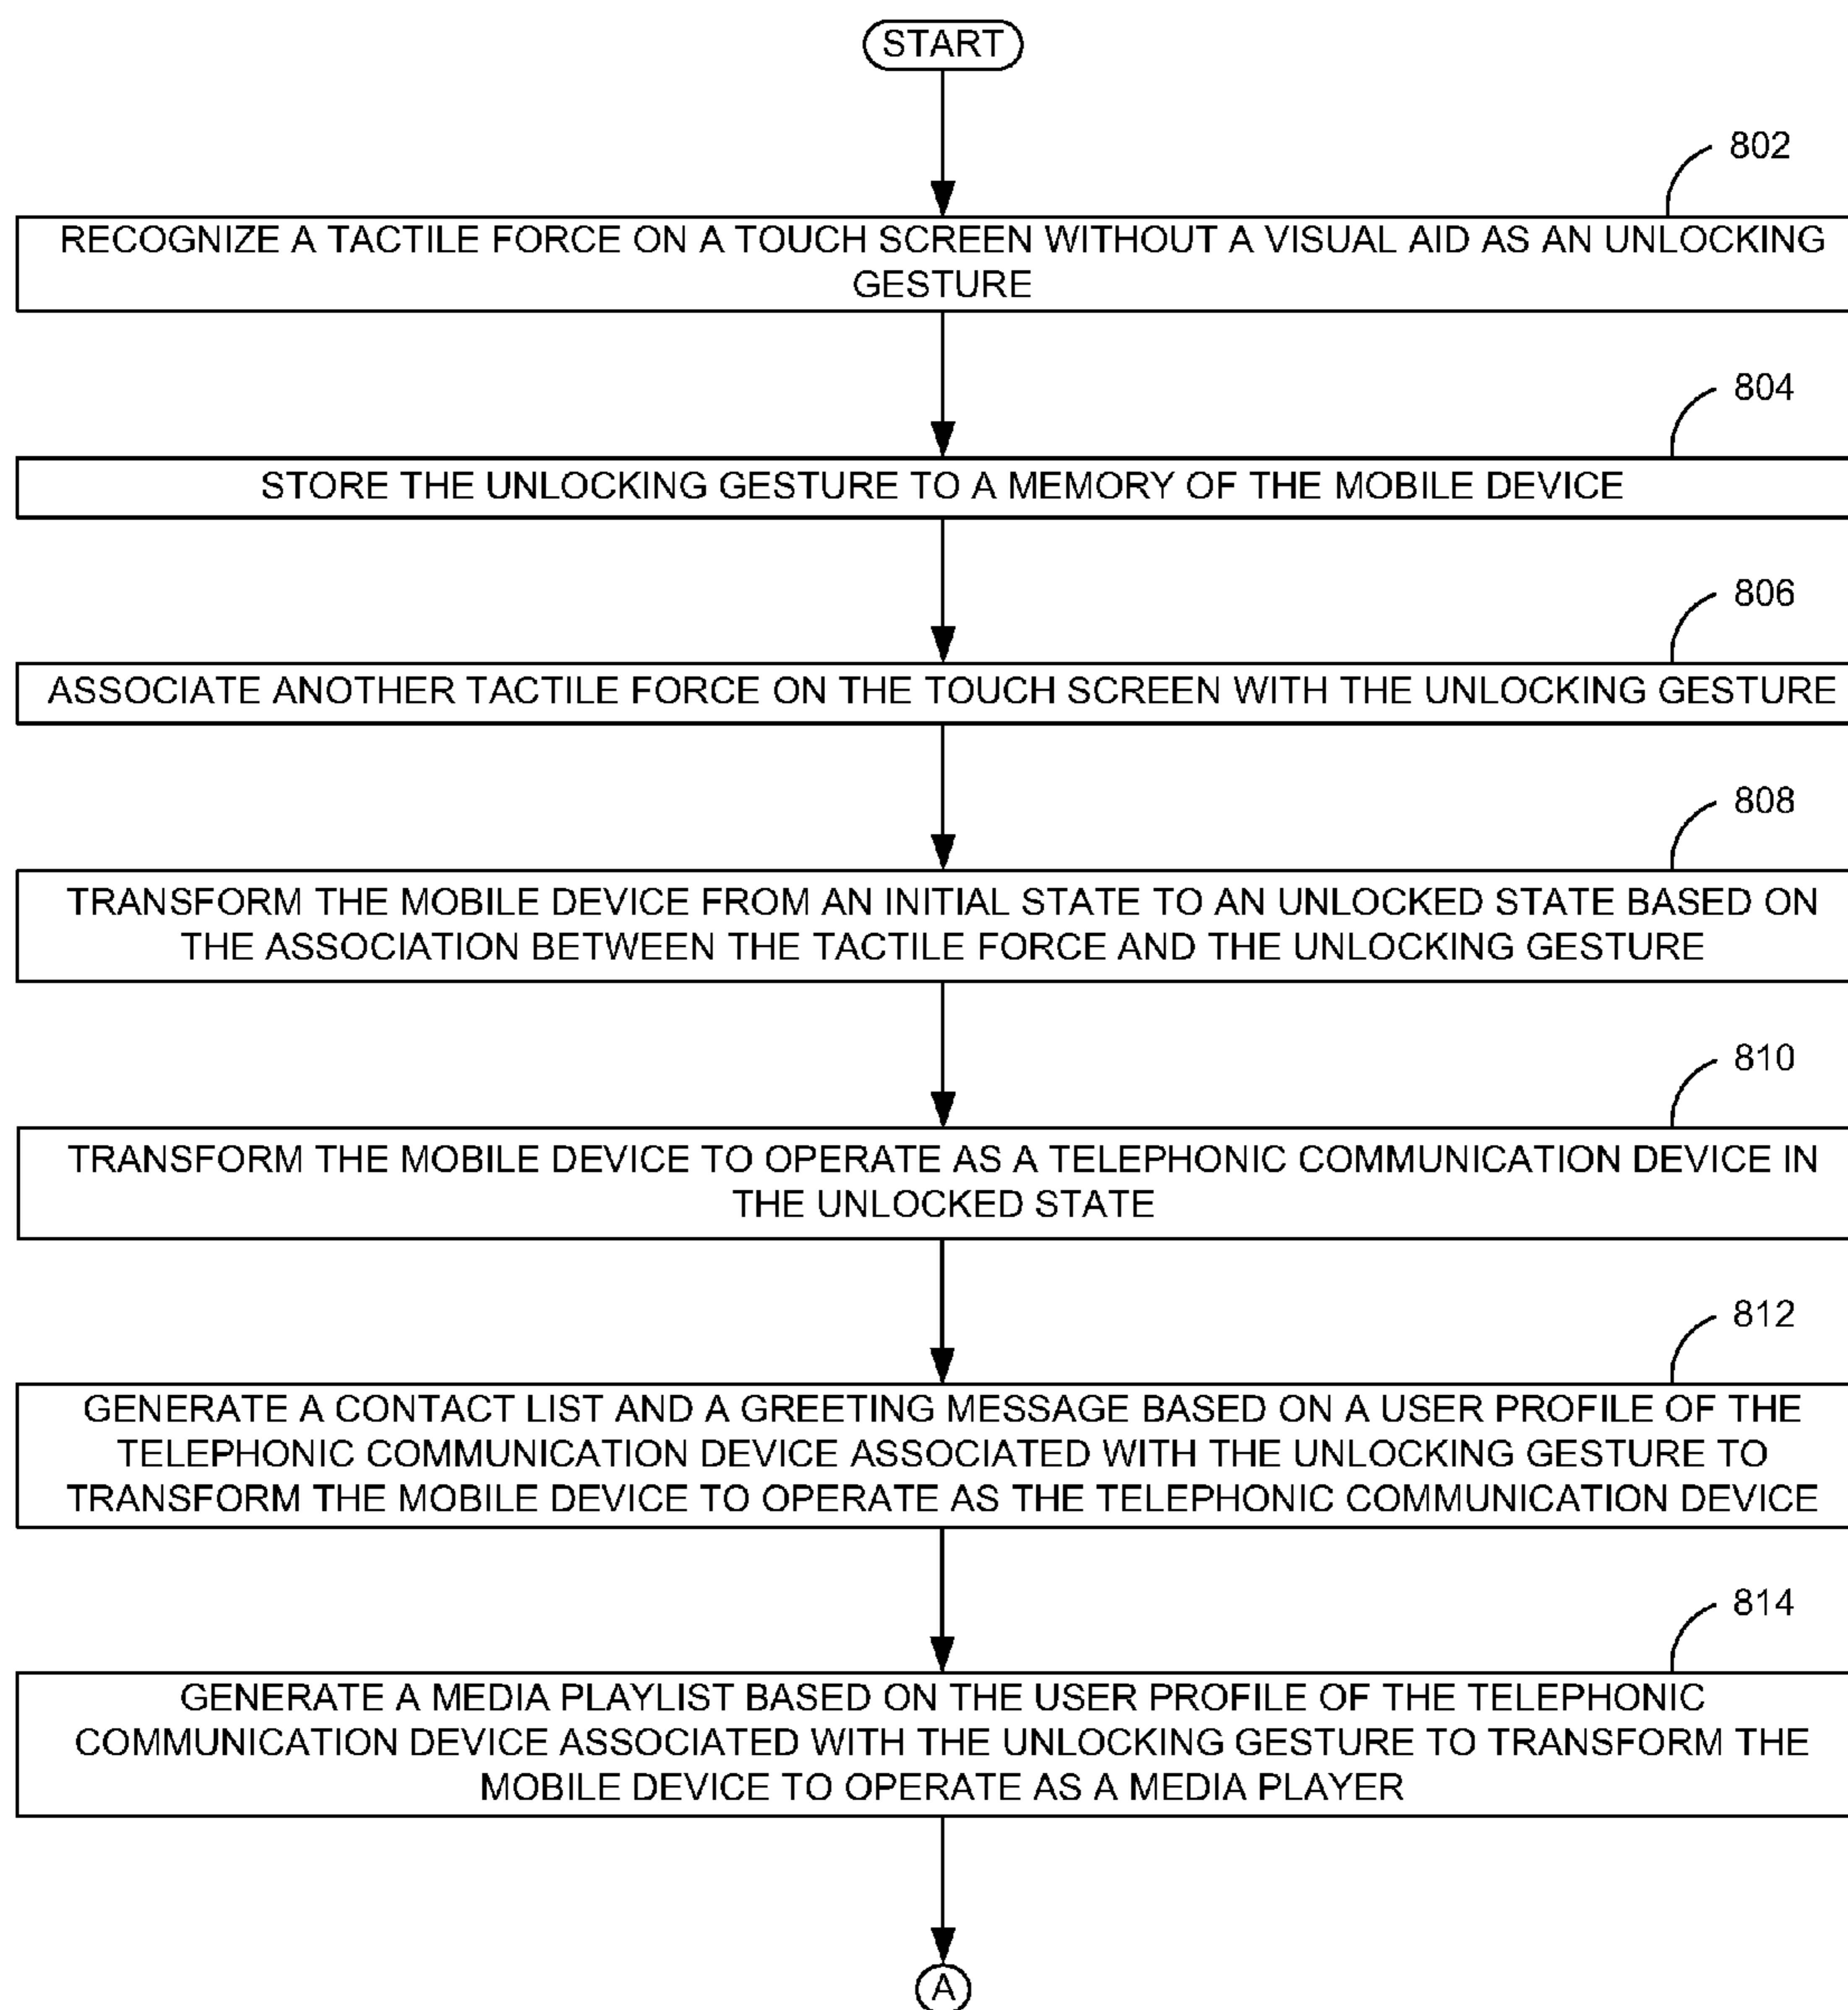 START
802
RECOGNIZE A TACTILE FORCE ON A TOUCH SCREEN WITHOUT A VISUAL AID AS AN UNLOCKING
GESTURE
804
STORE THE UNLOCKING GESTURE TO A MEMORY OF THE MOBILE DEVICE
806
ASSOCIATE ANOTHER TACTILE FORCE ON THE TOUCH SCREEN WITH THE UNLOCKING GESTURE
808
TRANSFORM THE MOBILE DEVICE FROM AN INITIAL STATE TO AN UNLOCKED STATE BASED ON
THE ASSOCIATION BETWEEN THE TACTILE FORCE AND THE UNLOCKING GESTURE
810
TRANSFORM THE MOBILE DEVICE TO OPERATE AS A TELEPHONIC COMMUNICATION DEVICE IN
THE UNLOCKED STATE
812
GENERATE A CONTACT LIST AND A GREETING MESSAGE BASED ON A USER PROFILE OF THE
TELEPHONIC COMMUNICATION DEVICE ASSOCIATED WITH THE UNLOCKING GESTURE TO
TRANSFORM THE MOBILE DEVICE TO OPERATE AS THE TELEPHONIC COMMUNICATION DEVICE
814
GENERATE A MEDIA PLAYLIST BASED ON THE USER PROFILE OF THE TELEPHONIC
COMMUNICATION DEVICE ASSOCIATED WITH THE UNLOCKING GESTURE TO TRANSFORM THE
MOBILE DEVICE TO OPERATE AS A MEDIA PLAYER
A